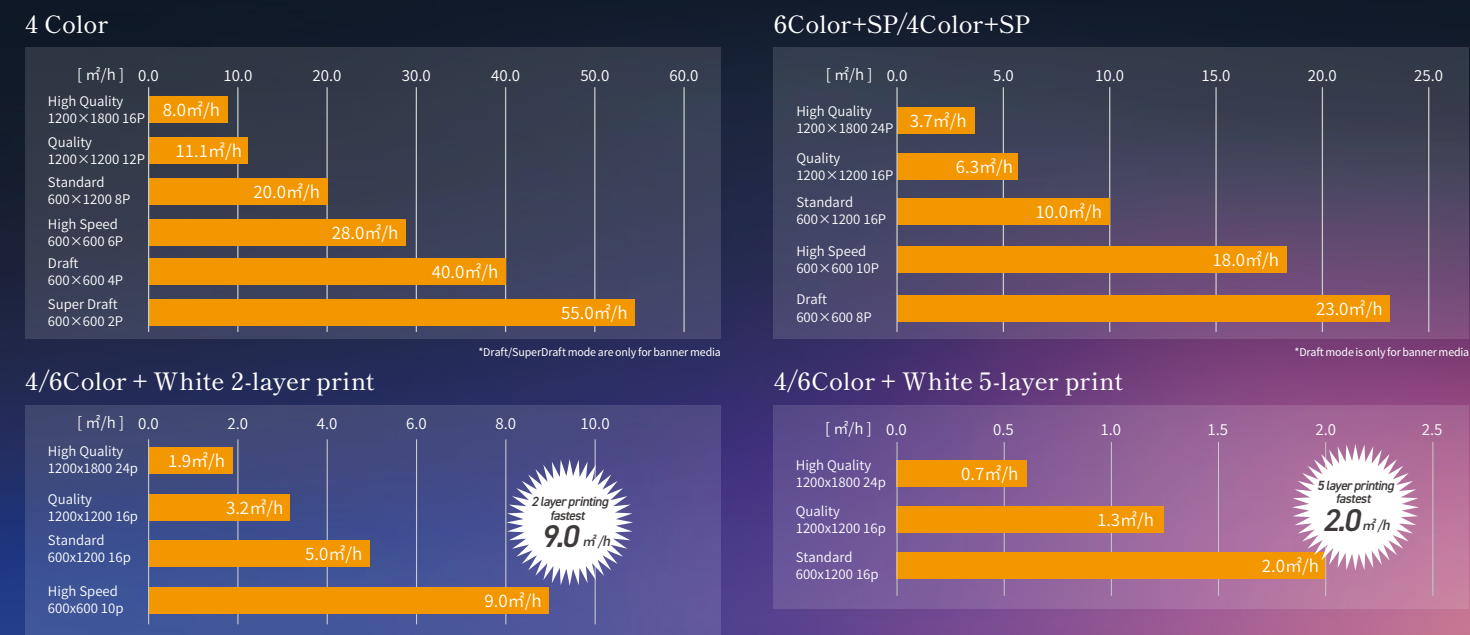 4 Color
[ ㎡/h ] 0.0 10.0 20.0 30.0 40.0 50.0 60.0
High Quality
1200×1800 16P
8.0㎡/h
Quality
1200×1200 12P
11.1㎡/h
Standard
600×1200 8P
20.0㎡/h
High Speed
600×600 6P
28.0㎡/h
Draft
600×600 4P
40.0㎡/h
Super Draft
600×600 2P
55.0㎡/h
*Draft/SuperDraft mode are only for banner media
6Color+SP/4Color+SP
[ ㎡/h ] 0.0 5.0 10.0 15.0 20.0 25.0
High Quality
1200×1800 24P
3.7㎡/h
Quality
1200×1200 16P
6.3㎡/h
Standard
600×1200 16P
10.0㎡/h
High Speed
600×600 10P
18.0㎡/h
Draft
600×600 8P
23.0㎡/h
*Draft mode is only for banner media
4/6Color + White 2-layer print
[ ㎡/h ] 0.0 2.0 4.0 6.0 8.0 10.0
High Quality
1200x1800 24p
1.9㎡/h
Quality
1200x1200 16p
3.2㎡/h
Standard
600x1200 16p
5.0㎡/h
High Speed
600x600 10p
9.0㎡/h
2 layer printing
fastest
9.0 ㎡/h
4/6Color + White 5-layer print
[ ㎡/h ] 0.0 0.5 1.0 1.5 2.0 2.5
High Quality
1200x1800 24p
0.7㎡/h
Quality
1200x1200 16p
1.3㎡/h
Standard
600x1200 16p
2.0㎡/h
5 layer printing
fastest
2.0 ㎡/h